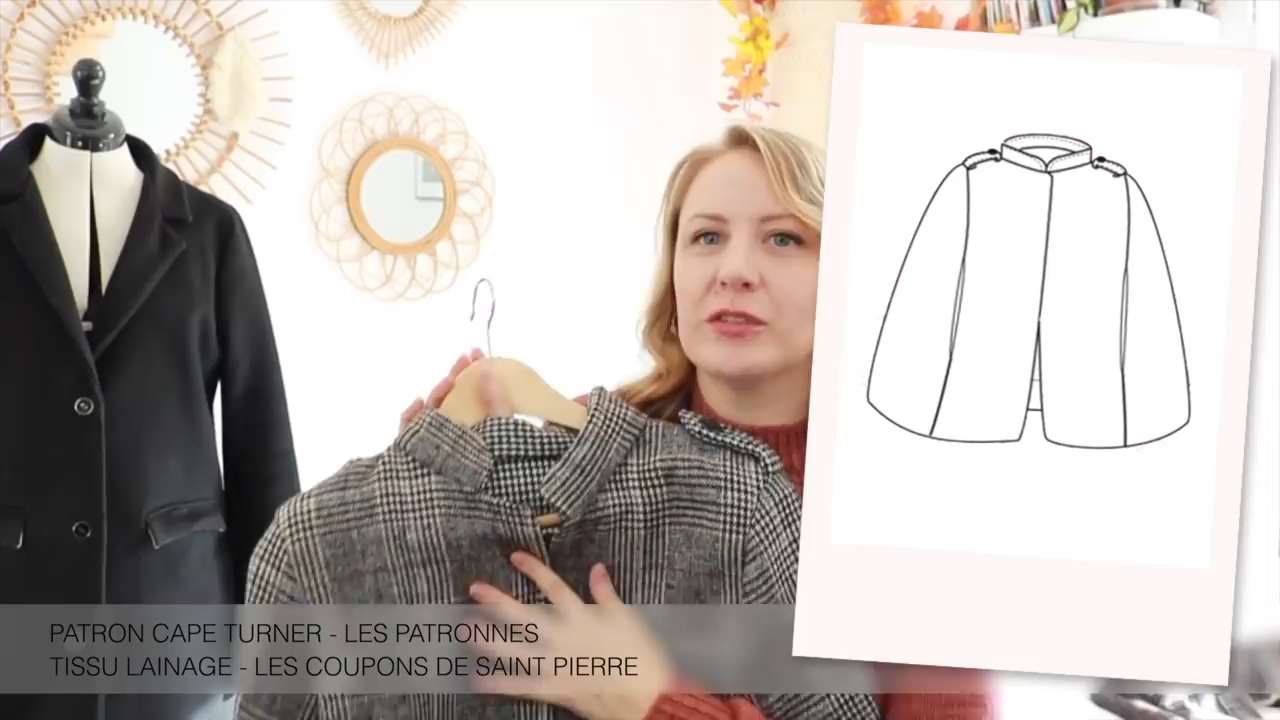 PATRON CAPE TURNER - LES PATRONNES
TISSU LAINAGE - LES COUPONS DE SAINT PIERRE